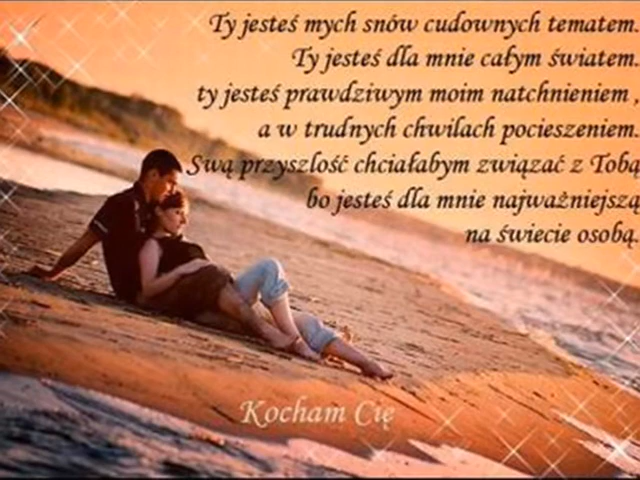 Ty jesteś mych snów cudownych tematem.
Ty jesteś dla mnie całym światem.
ty jesteś prawdziwym moim natchnieniem,
a w trudnych chwilach pocieszeniem.
Swą przyszlość chciałabym związać z Tobą
bo jesteś dla mnie najważniejszą
na świecie osobą.
Kocham Cię